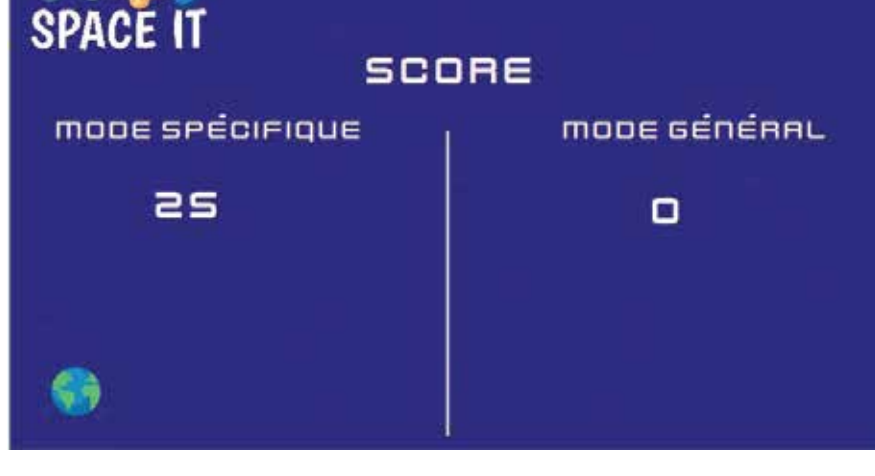 SPACE IT
SCORE
MODE SPÉCIFIQUE
MODE GÉNÉRAL
25
0